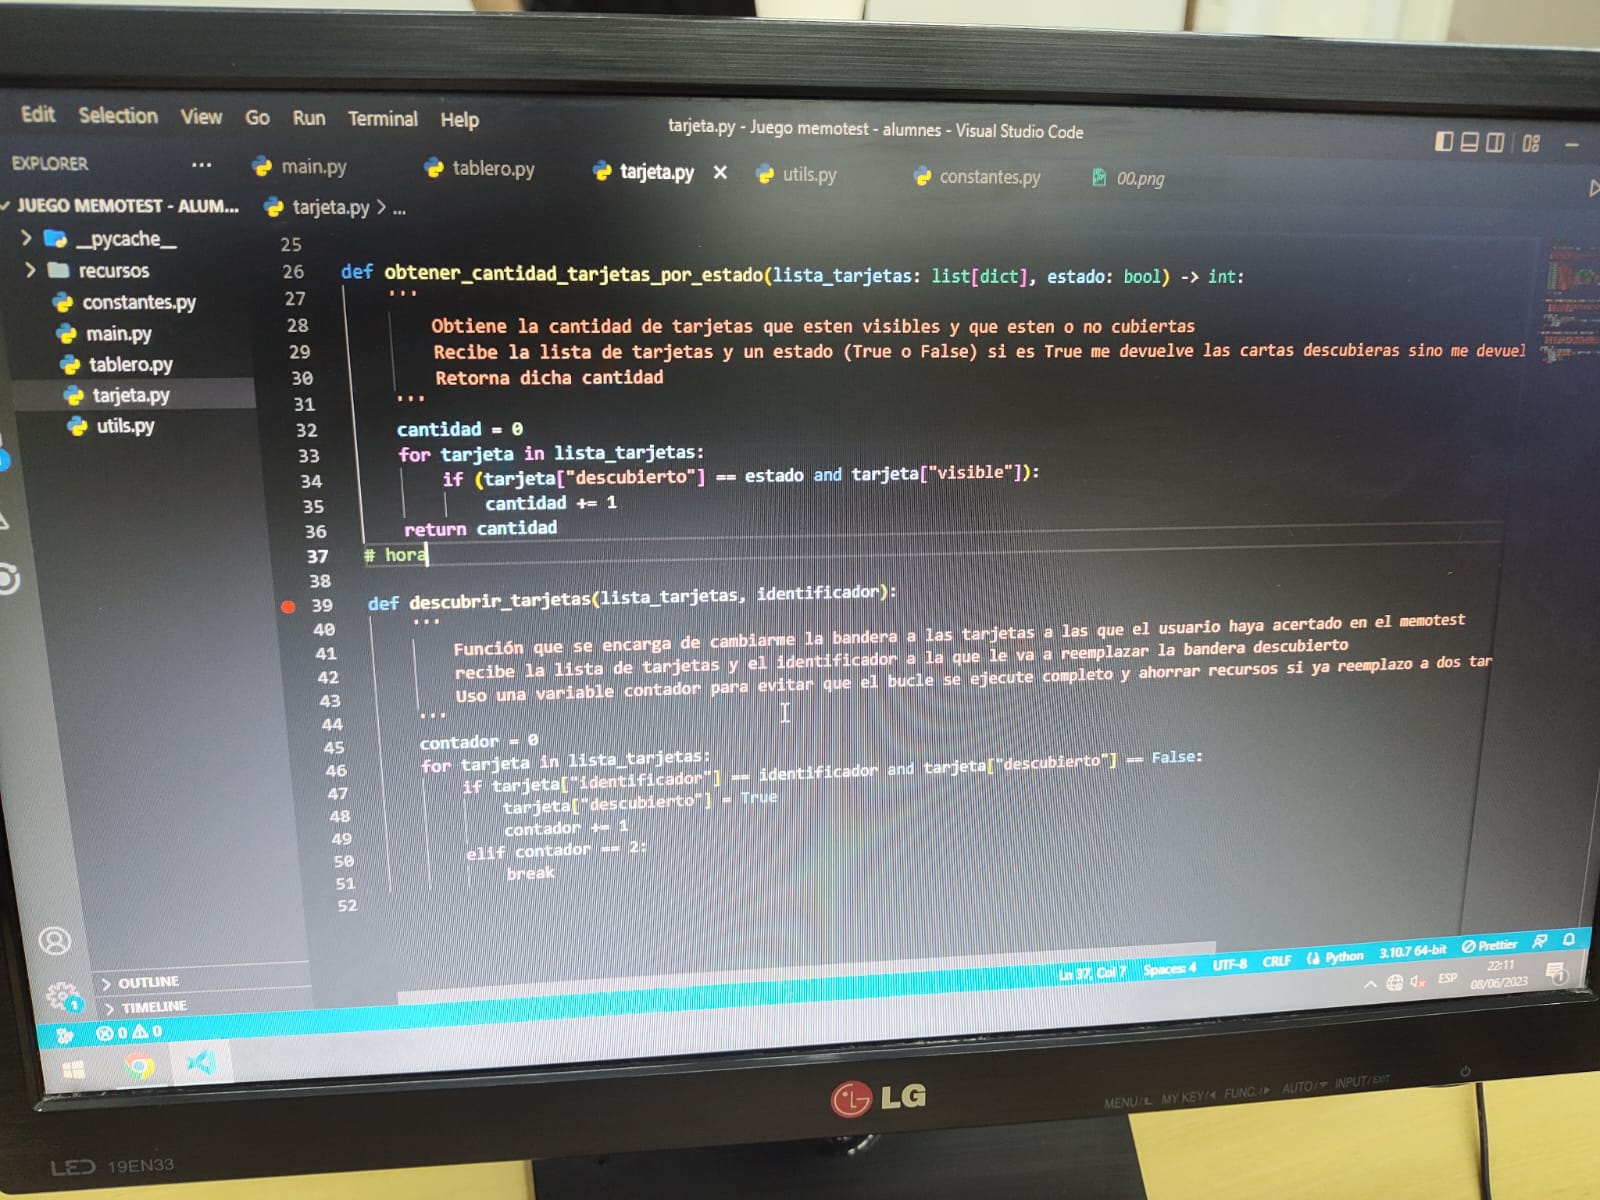 Edit Selection View Go Run Terminal Help
tarjeta.py - Juego memotest - alumnes - Visual Studio Code
EXPLORER ...
main.py tablero.py tarjeta.py × utils.py constantes.py 00.png
JUEGO MEMOTEST - ALUM...
tarjeta.py > ...
__pycache__
recursos
constantes.py
main.py
tablero.py
tarjeta.py
utils.py
25
26 def obtener_cantidad_tarjetas_por_estado(lista_tarjetas: list[dict], estado: bool) -> int:
27 '''
28 Obtiene la cantidad de tarjetas que esten visibles y que esten o no cubiertas
29 Recibe la lista de tarjetas y un estado (True o False) si es True me devuelve las cartas descubieras sino me devuel
30 Retorna dicha cantidad
31 '''
32 cantidad = 0
33 for tarjeta in lista_tarjetas:
34 if (tarjeta["descubierto"] == estado and tarjeta["visible"]):
35 cantidad += 1
36 return cantidad
37 # hora
38
39 def descubrir_tarjetas(lista_tarjetas, identificador):
40 '''
41 Función que se encarga de cambiarme la bandera a las tarjetas a las que el usuario haya acertado en el memotest
42 recibe la lista de tarjetas y el identificador a la que le va a reemplazar la bandera descubierto
43 Uso una variable contador para evitar que el bucle se ejecute completo y ahorrar recursos si ya reemplazo a dos tar
44 '''
45 contador = 0
46 for tarjeta in lista_tarjetas:
47 if tarjeta["identificador"] == identificador and tarjeta["descubierto"] == False:
48 tarjeta["descubierto"] = True
49 contador += 1
50 elif contador == 2:
51 break
52
OUTLINE
TIMELINE
0 0
Ln 37, Col 7 Spaces: 4 UTF-8 CRLF Python 3.10.7 64-bit Prettier
ESP 22:11
08/06/2023
1
LG
MENU/ MY KEY/ FUNC./ AUTO/ INPUT/EXIT
LED 19EN33